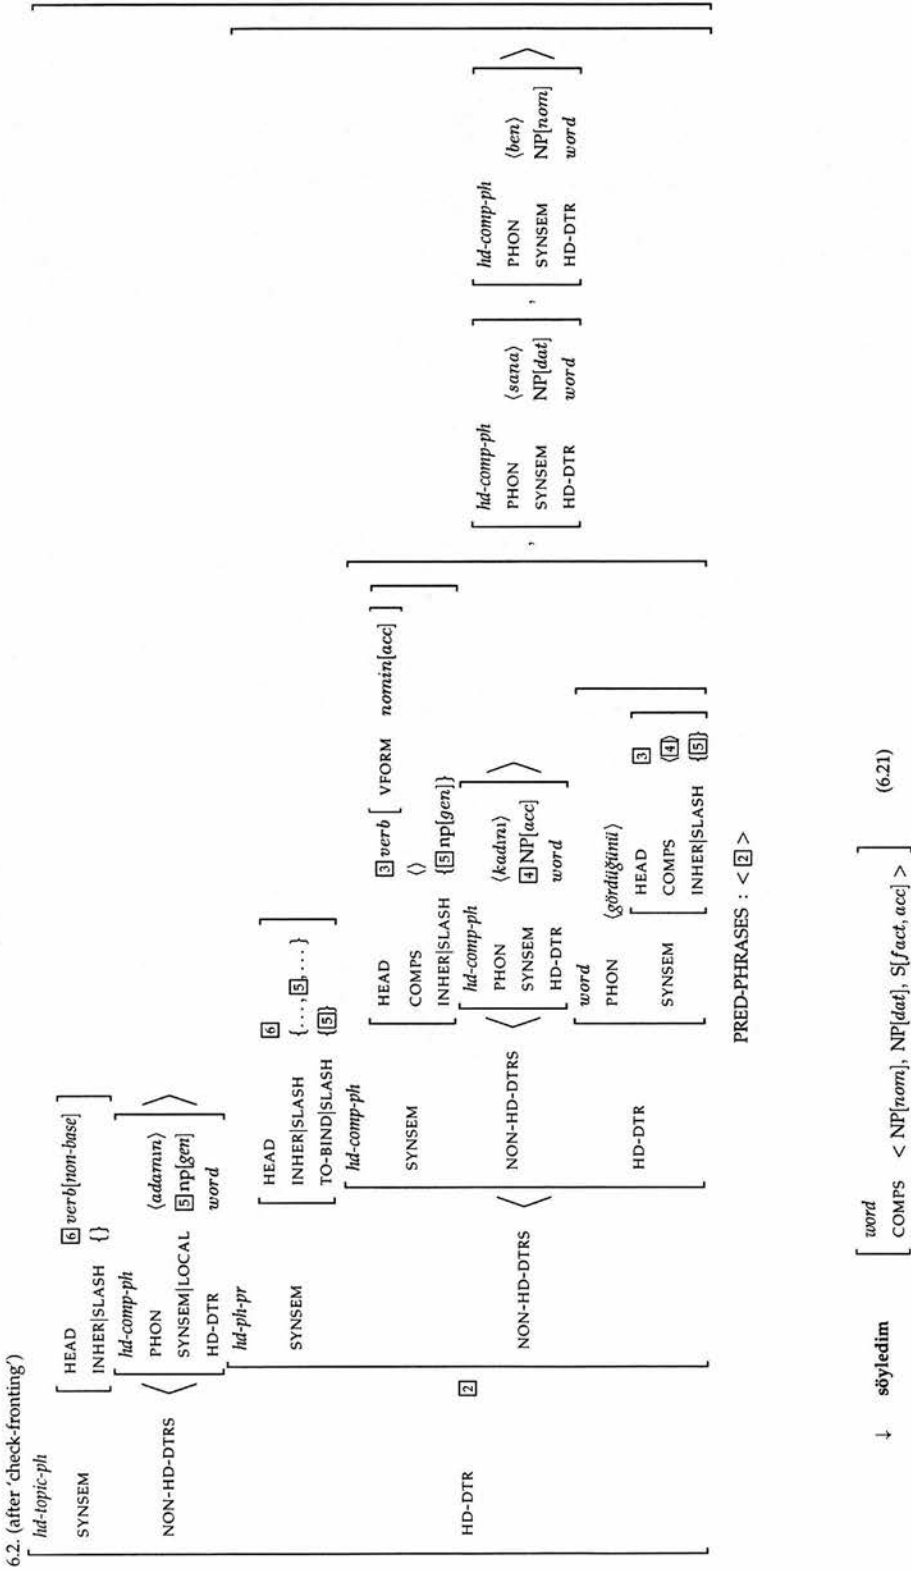 6.2. (after 'check-fronting')
hd-topic-ph
SYNSEM
HEAD [6] verb[non-base]
INHER|SLASH {}
NON-HD-DTRS
hd-comp-ph
PHON ⟨adamın⟩
SYNSEM|LOCAL [5] np[gen]
HD-DTR word
HD-DTR [2]
hd-ph-pr
SYNSEM
HEAD [6]
INHER|SLASH {..., [5], ...}
TO-BIND|SLASH {[5]}
NON-HD-DTRS
hd-comp-ph
SYNSEM
HEAD [3] verb [ VFORM nomin[acc] ]
COMPS ⟨⟩
INHER|SLASH {[5] np[gen]}
NON-HD-DTRS
hd-comp-ph
PHON ⟨kadını⟩
SYNSEM [4] NP[acc]
HD-DTR word
HD-DTR
word
PHON ⟨gördüğünü⟩
SYNSEM
HEAD [3]
COMPS ⟨[4]⟩
INHER|SLASH {[5]}
,
hd-comp-ph
PHON ⟨sana⟩
SYNSEM NP[dat]
HD-DTR word
,
hd-comp-ph
PHON ⟨ben⟩
SYNSEM NP[nom]
HD-DTR word
PRED-PHRASES : < [2] >
↓ söyledim
word
COMPS < NP[nom], NP[dat], S[fact, acc] >
(6.21)